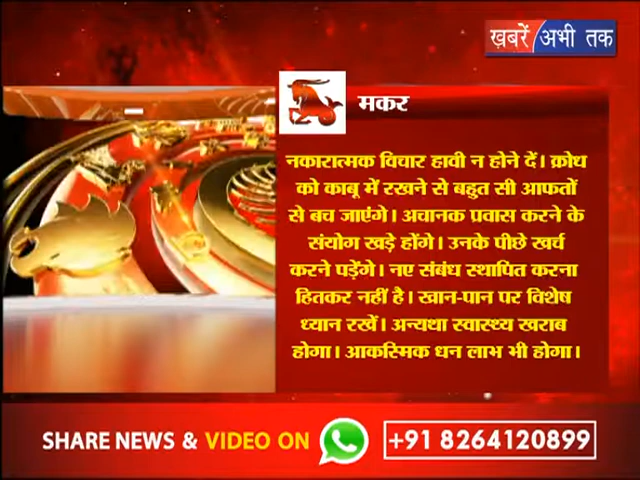 ख़बरें अभी तक
मकर
नकारात्मक विचार हावी न होने दें। क्रोध
को काबू में रखने से बहुत सी आफतों
से बच जाएंगे। अचानक प्रवास करने के
संयोग खड़े होंगे। उनके पीछे खर्च
करने पड़ेंगे। नए संबंध स्थापित करना
हितकर नहीं है। खान-पान पर विशेष
ध्यान रखें। अन्यथा स्वास्थ्य खराब
होगा। आकस्मिक धन लाभ भी होगा।
SHARE NEWS & VIDEO ON +91 8264120899